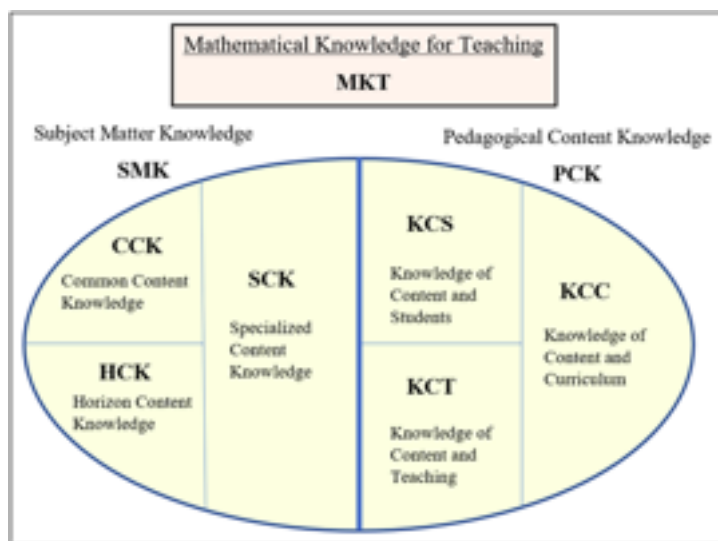 Mathematical Knowledge for Teaching
MKT
Subject Matter Knowledge
SMK
Pedagogical Content Knowledge
PCK
CCK
Common Content
Knowledge
HCK
Horizon Content
Knowledge
SCK
Specialized
Content
Knowledge
KCS
Knowledge of
Content and
Students
KCT
Knowledge of
Content and
Teaching
KCC
Knowledge of
Content and
Curriculum